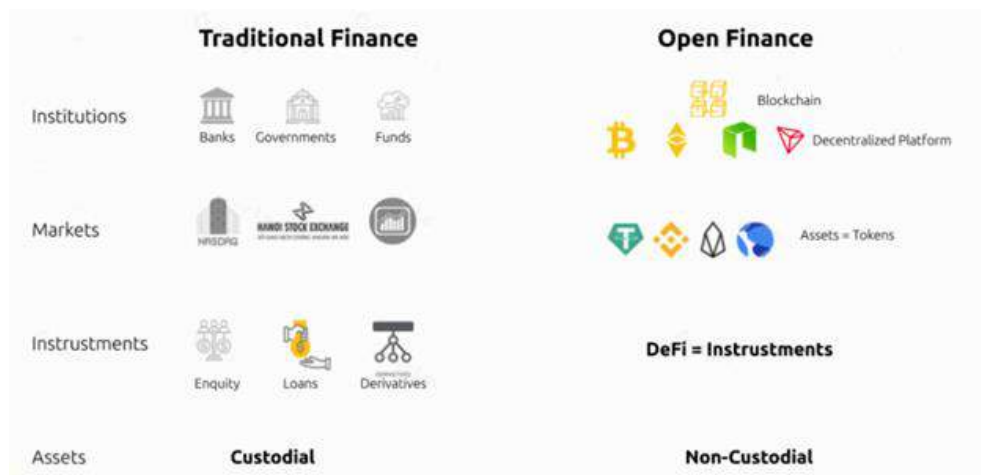 Traditional Finance
Open Finance
Institutions
Banks
Governments
Funds
Blockchain
Decentralized Platform
Markets
NASDAQ
HANOI STOCK EXCHANGE
Assets = Tokens
Instrustments
Enquity
Loans
Derivatives
DeFi = Instrustments
Assets
Custodial
Non-Custodial